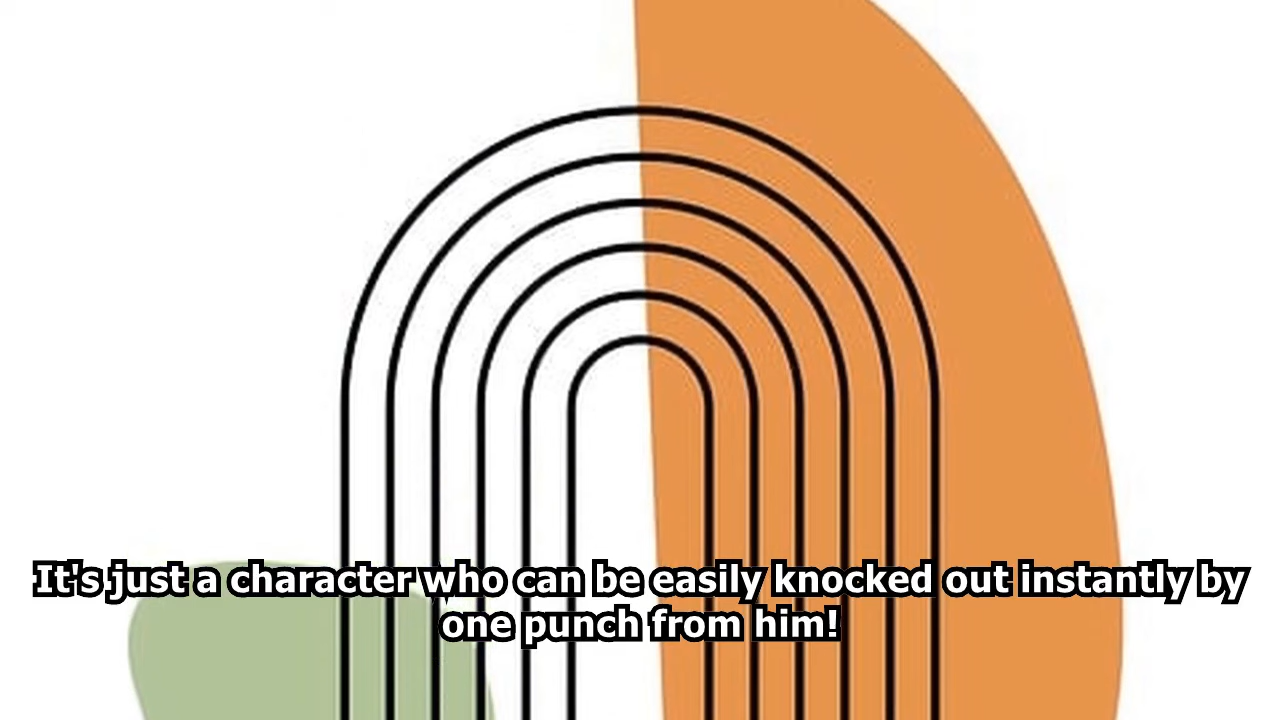 It's just a character who can be easily knocked out instantly by
one punch from him!